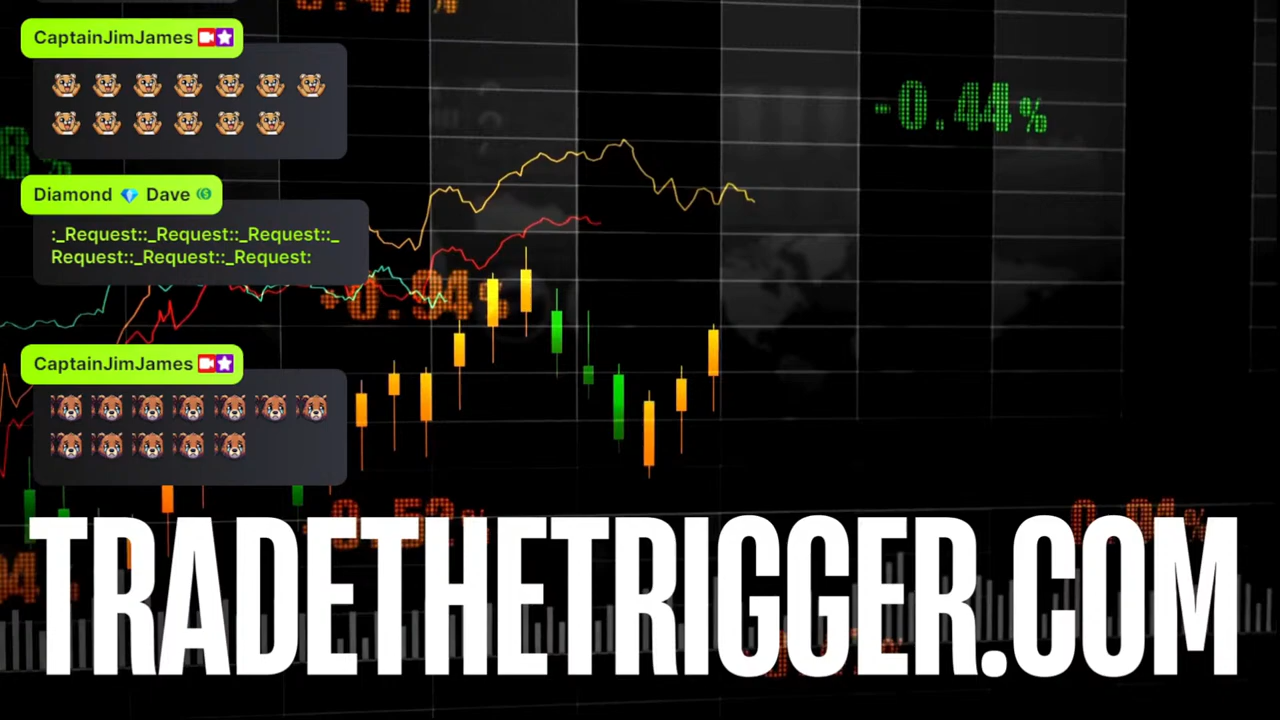 CaptainJimJames
-0.44%
Diamond 💎 Dave
:_Request::_Request::_Request::_
Request::_Request::_Request:
CaptainJimJames
TRADETHETRIGGER.COM